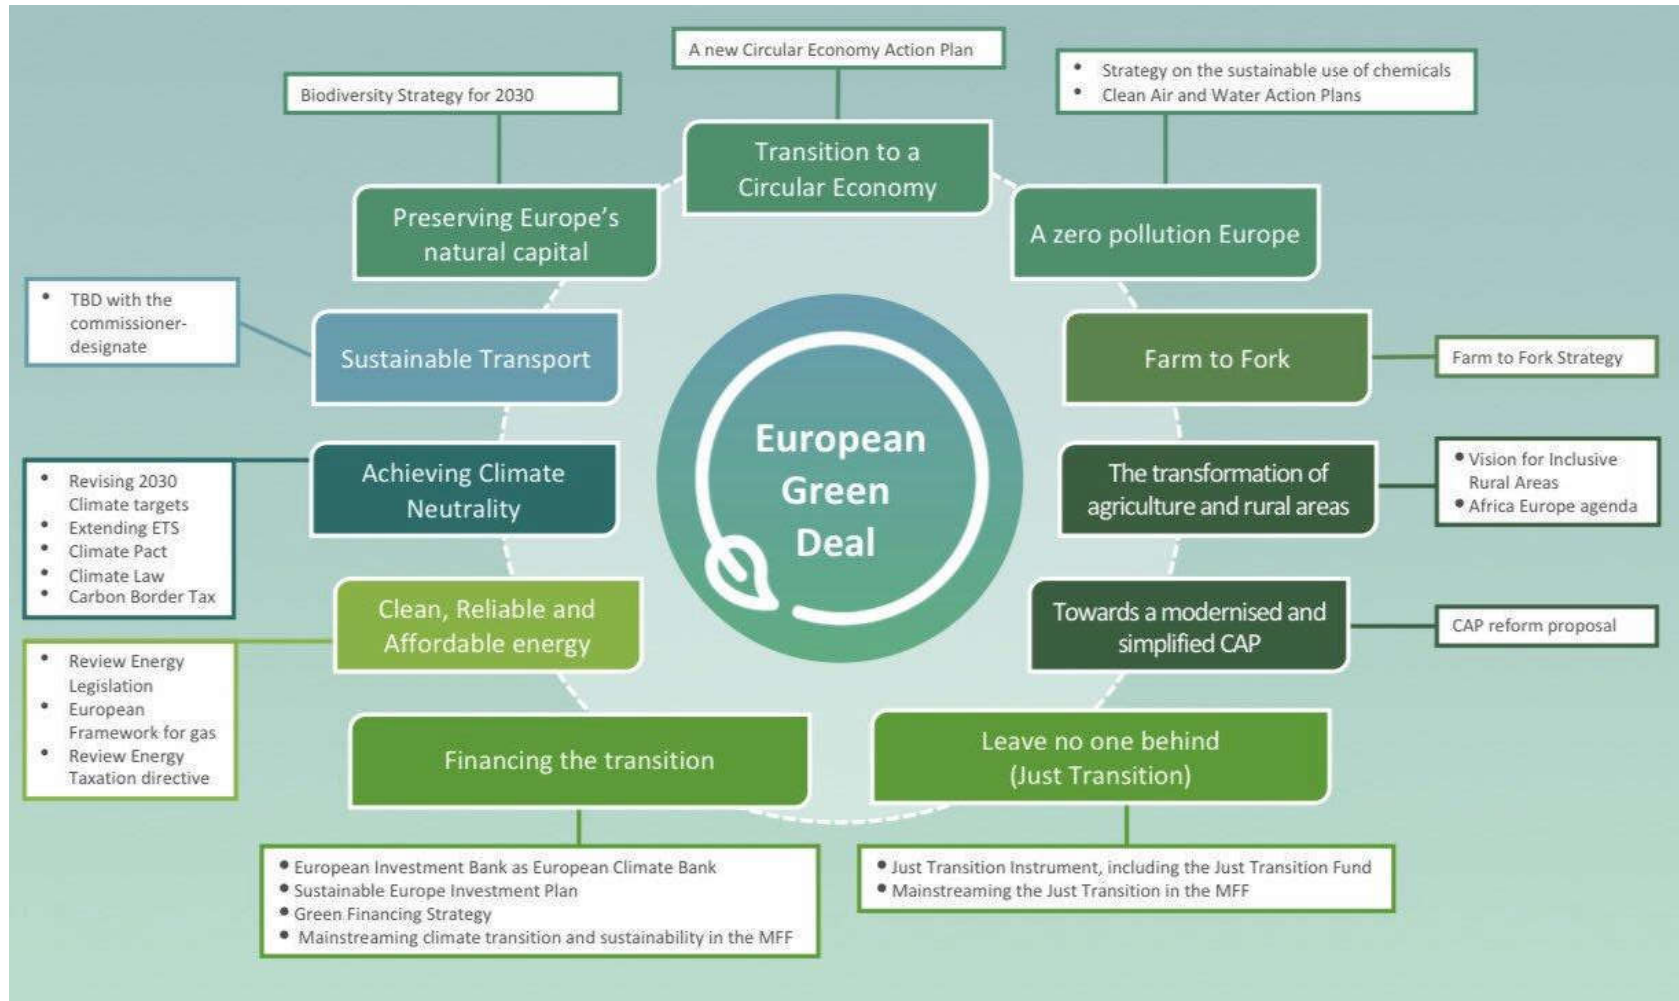 A new Circular Economy Action Plan
Biodiversity Strategy for 2030
• Strategy on the sustainable use of chemicals
• Clean Air and Water Action Plans
Transition to a
Circular Economy
Preserving Europe's
natural capital
A zero pollution Europe
• TBD with the
commissioner-
designate
Sustainable Transport
Farm to Fork
Farm to Fork Strategy
European
Green
Deal
• Revising 2030
Climate targets
• Extending ETS
• Climate Pact
• Climate Law
• Carbon Border Tax
Achieving Climate
Neutrality
The transformation of
agriculture and rural areas
• Vision for Inclusive
Rural Areas
• Africa Europe agenda
Clean, Reliable and
Affordable energy
Towards a modernised and
simplified CAP
CAP reform proposal
• Review Energy
Legislation
• European
Framework for gas
• Review Energy
Taxation directive
Financing the transition
Leave no one behind
(Just Transition)
• European Investment Bank as European Climate Bank
• Sustainable Europe Investment Plan
• Green Financing Strategy
• Mainstreaming climate transition and sustainability in the MFF
• Just Transition Instrument, including the Just Transition Fund
• Mainstreaming the Just Transition in the MFF